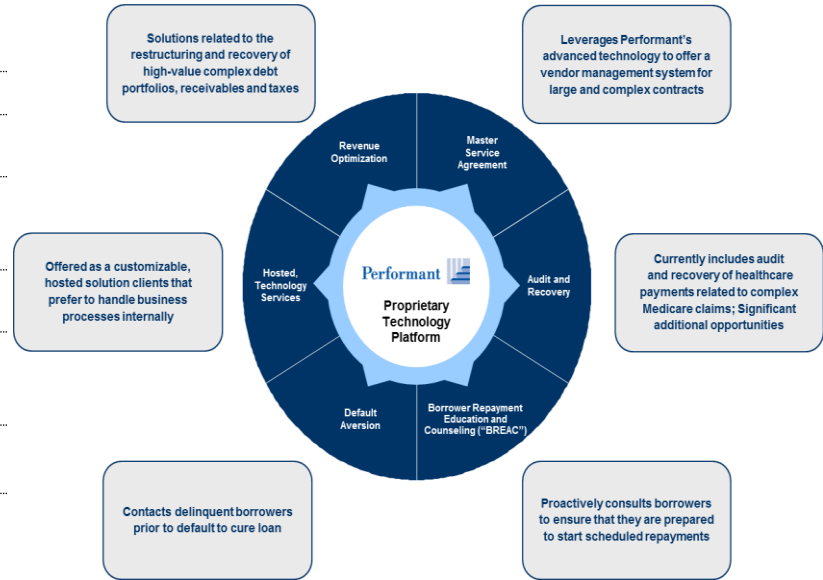 Solutions related to the
restructuring and recovery of
high-value complex debt
portfolios, receivables and taxes
Leverages Performant's
advanced technology to offer a
vendor management system for
large and complex contracts
Revenue
Optimization
Master
Service
Agreement
Offered as a customizable,
hosted solution clients that
prefer to handle business
processes internally
Hosted,
Technology
Services
Performant
Proprietary
Technology
Platform
Audit and
Recovery
Currently includes audit
and recovery of healthcare
payments related to complex
Medicare claims; Significant
additional opportunities
Default
Aversion
Borrower Repayment
Education and
Counseling (“BREAC”)
Contacts delinquent borrowers
prior to default to cure loan
Proactively consults borrowers
to ensure that they are prepared
to start scheduled repayments